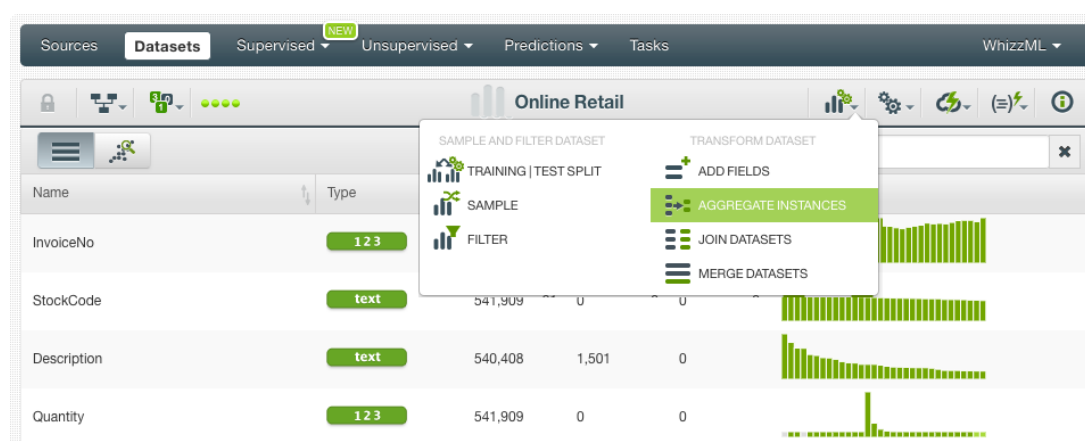 NEW
Sources Datasets Supervised Unsupervised Predictions Tasks WhizzML
Online Retail
SAMPLE AND FILTER DATASET TRANSFORM DATASET
TRAINING | TEST SPLIT ADD FIELDS
SAMPLE AGGREGATE INSTANCES
FILTER JOIN DATASETS
MERGE DATASETS
Name Type
InvoiceNo 123
StockCode text 541,909 0 0
Description text 540,408 1,501 0
Quantity 123 541,909 0 0